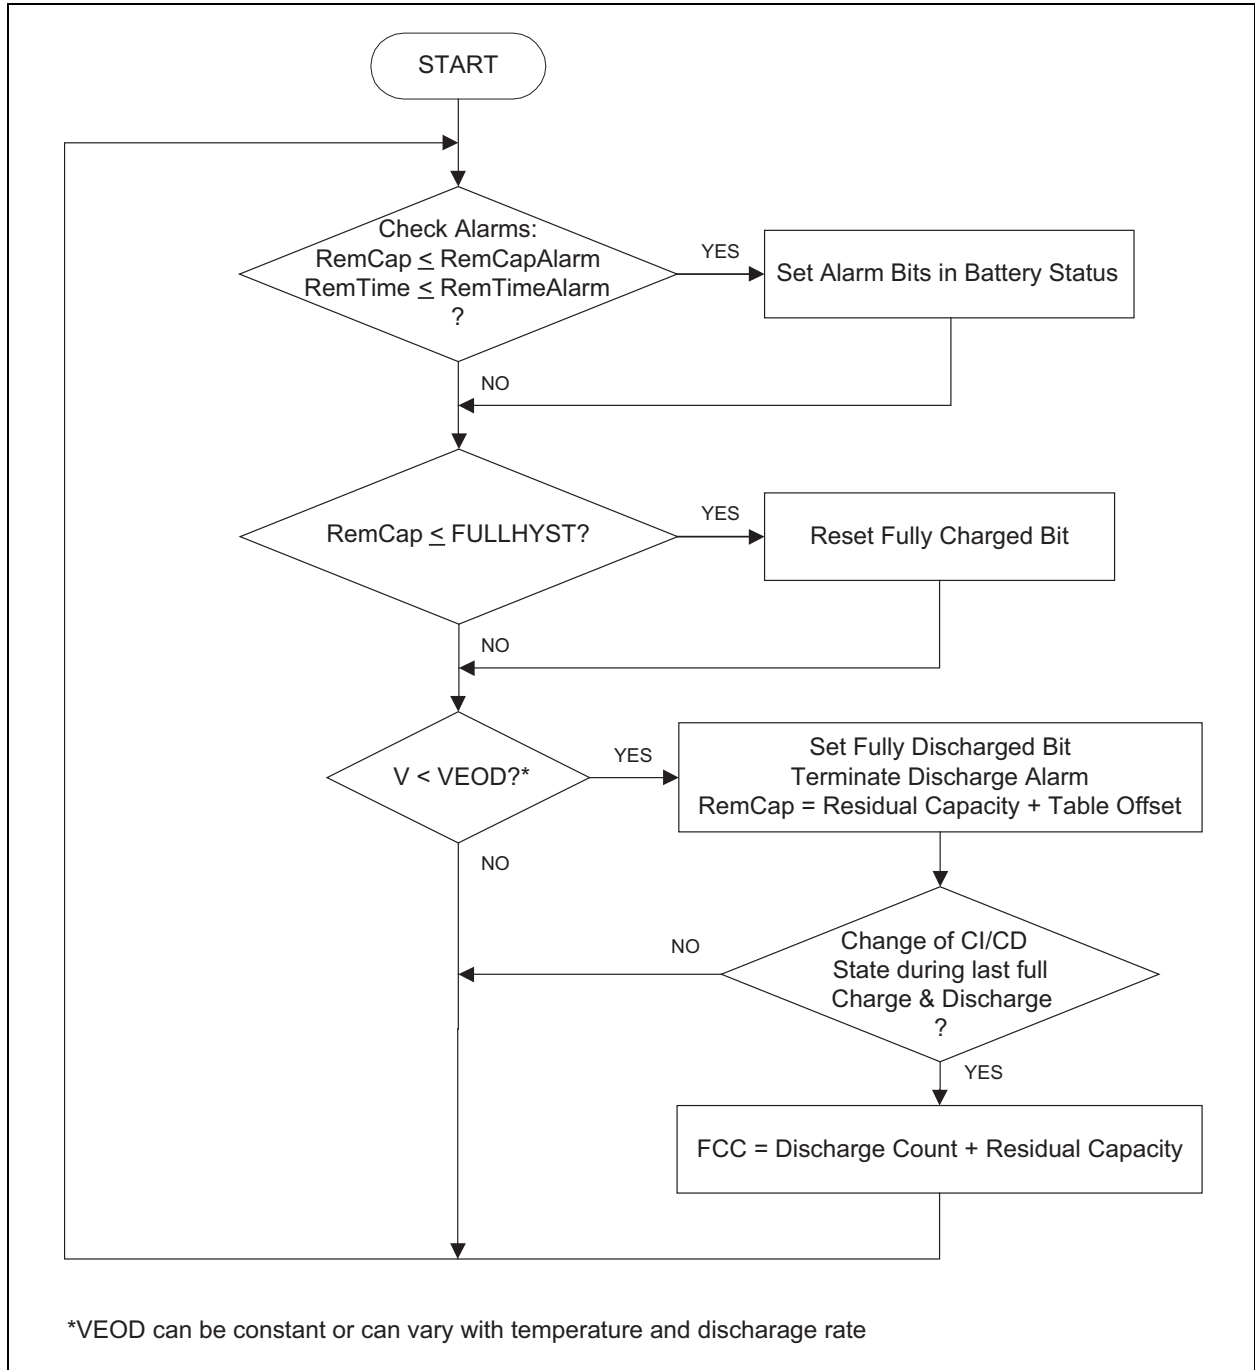 START
Check Alarms:
RemCap ≤ RemCapAlarm
RemTime ≤ RemTimeAlarm
?
YES
Set Alarm Bits in Battery Status
NO
RemCap ≤ FULLHYST?
YES
Reset Fully Charged Bit
NO
V < VEOD?*
YES
Set Fully Discharged Bit
Terminate Discharge Alarm
RemCap = Residual Capacity + Table Offset
NO
Change of CI/CD
State during last full
Charge & Discharge
?
NO
YES
FCC = Discharge Count + Residual Capacity
*VEOD can be constant or can vary with temperature and discharage rate